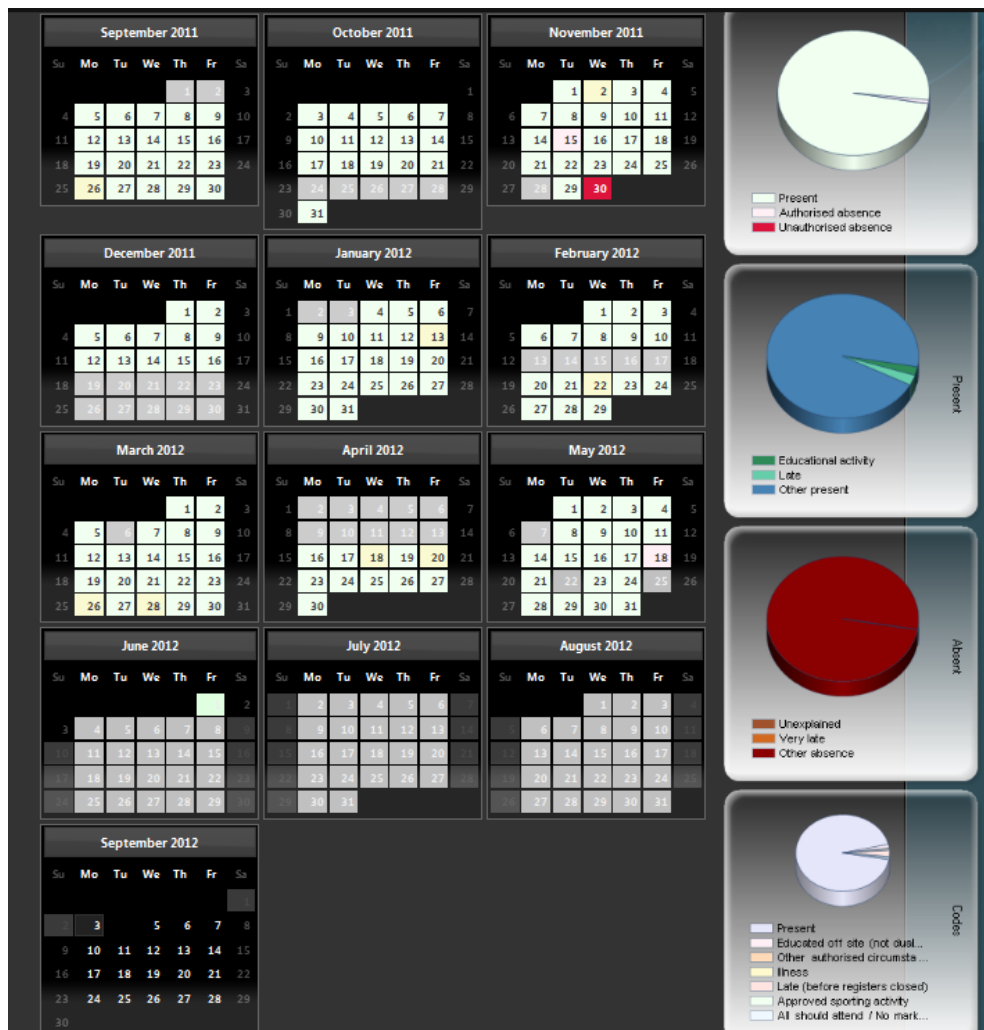 September 2011
Su Mo Tu We Th Fr Sa
1 2 3
4 5 6 7 8 9 10
11 12 13 14 15 16 17
18 19 20 21 22 23 24
25 26 27 28 29 30
October 2011
Su Mo Tu We Th Fr Sa
1
2 3 4 5 6 7 8
9 10 11 12 13 14 15
16 17 18 19 20 21 22
23 24 25 26 27 28 29
30 31
November 2011
Su Mo Tu We Th Fr Sa
1 2 3 4 5
6 7 8 9 10 11 12
13 14 15 16 17 18 19
20 21 22 23 24 25 26
27 28 29 30
Present
Authorised absence
Unauthorised absence
December 2011
Su Mo Tu We Th Fr Sa
1 2 3
4 5 6 7 8 9 10
11 12 13 14 15 16 17
18 19 20 21 22 23 24
25 26 27 28 29 30 31
January 2012
Su Mo Tu We Th Fr Sa
1 2 3 4 5 6 7
8 9 10 11 12 13 14
15 16 17 18 19 20 21
22 23 24 25 26 27 28
29 30 31
February 2012
Su Mo Tu We Th Fr Sa
1 2 3 4
5 6 7 8 9 10 11
12 13 14 15 16 17 18
19 20 21 22 23 24 25
26 27 28 29
Present
Educational activity
Late
Other present
March 2012
Su Mo Tu We Th Fr Sa
1 2 3
4 5 6 7 8 9 10
11 12 13 14 15 16 17
18 19 20 21 22 23 24
25 26 27 28 29 30 31
April 2012
Su Mo Tu We Th Fr Sa
1 2 3 4 5 6 7
8 9 10 11 12 13 14
15 16 17 18 19 20 21
22 23 24 25 26 27 28
29 30
May 2012
Su Mo Tu We Th Fr Sa
1 2 3 4 5
6 7 8 9 10 11 12
13 14 15 16 17 18 19
20 21 22 23 24 25 26
27 28 29 30 31
Absent
Unexplained
Very late
Other absence
June 2012
Su Mo Tu We Th Fr Sa
2
3 4 5 6 7 8 9
10 11 12 13 14 15 16
17 18 19 20 21 22 23
24 25 26 27 28 29 30
July 2012
Su Mo Tu We Th Fr Sa
1 2 3 4 5 6 7
8 9 10 11 12 13 14
15 16 17 18 19 20 21
22 23 24 25 26 27 28
29 30 31
August 2012
Su Mo Tu We Th Fr Sa
1 2 3 4
5 6 7 8 9 10 11
12 13 14 15 16 17 18
19 20 21 22 23 24 25
26 27 28 29 30 31
September 2012
Su Mo Tu We Th Fr Sa
1
2 3 5 6 7 8
9 10 11 12 13 14 15
16 17 18 19 20 21 22
23 24 25 26 27 28 29
30
Codes
Present
Educated off site (not dual...
Other authorised circumsta...
Illness
Late (before registers closed)
Approved sporting activity
All should attend / No mark...